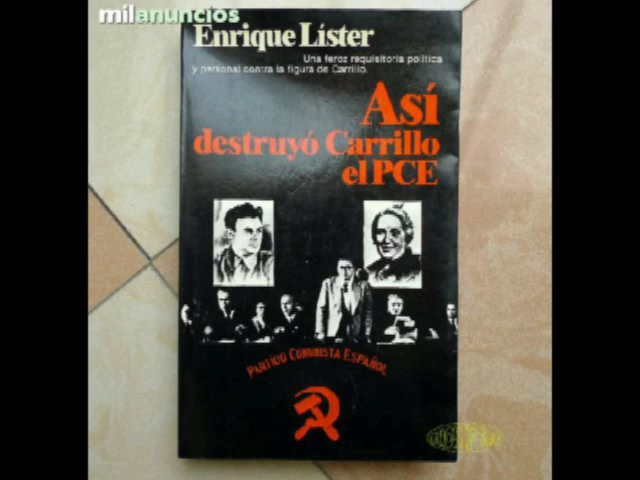 milanuncios
Enrique Líster
Una feroz requisitoria política
y personal contra la figura de Carrillo.
Así
destruyó Carrillo
el PCE
PARTIDO COMUNISTA ESPAÑOL